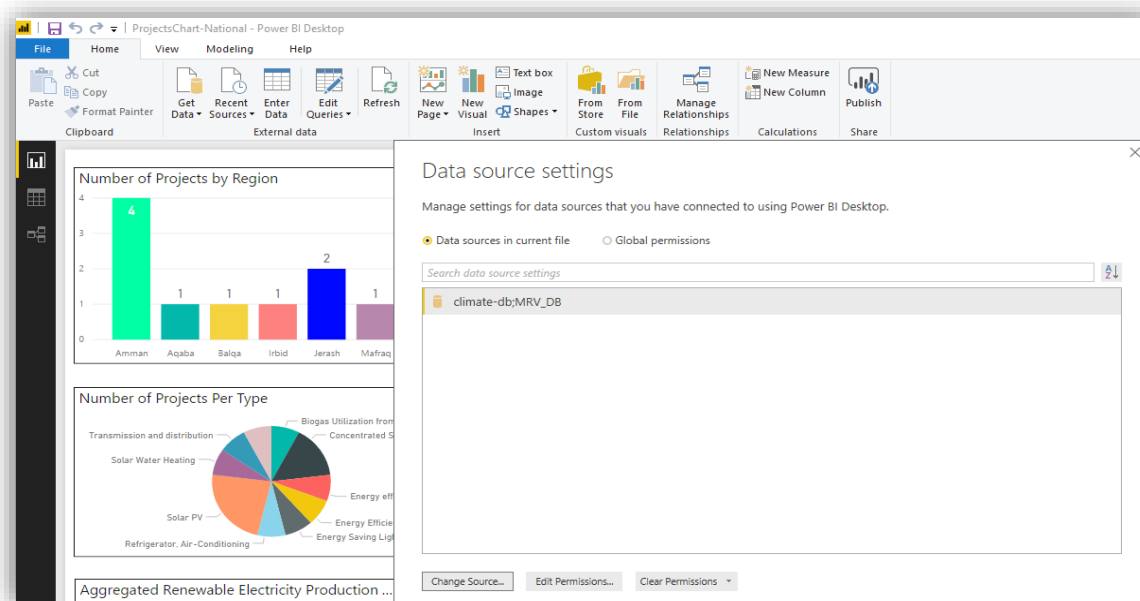 ProjectsChart-National - Power BI Desktop
File Home View Modeling Help
Paste
Cut
Copy
Format Painter
Clipboard
Get Data
Recent Sources
Enter Data
Edit Queries
Refresh
External data
New Page
New Visual
Text box
Image
Shapes
Insert
From Store
From File
Custom visuals
Manage Relationships
Relationships
New Measure
New Column
Calculations
Publish
Share
Number of Projects by Region
4
3
2
1
0
4
1
1
1
2
1
Amman Aqaba Balqa Irbid Jerash Mafraq
Number of Projects Per Type
Biogas Utilization from
Concentrated S
Energy eff
Energy Efficie
Energy Saving Lig
Refrigerator, Air-Conditioning
Solar PV
Solar Water Heating
Transmission and distribution
Aggregated Renewable Electricity Production ...
Data source settings
Manage settings for data sources that you have connected to using Power BI Desktop.
Data sources in current file Global permissions
Search data source settings
A
Z
climate-db;MRV_DB
Change Source... Edit Permissions... Clear Permissions